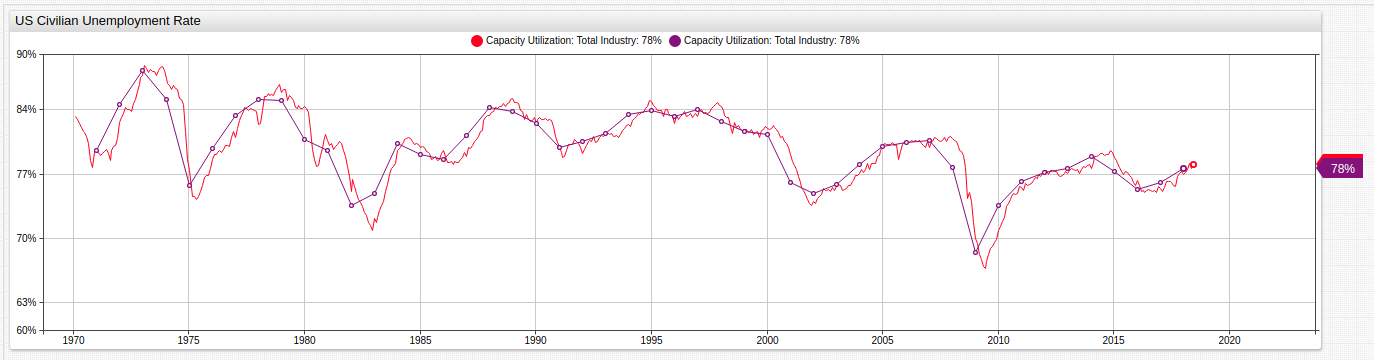 US Civilian Unemployment Rate
Capacity Utilization: Total Industry: 78% Capacity Utilization: Total Industry: 78%
90%
84%
77%
78%
70%
63%
60%
1970 1975 1980 1985 1990 1995 2000 2005 2010 2015 2020